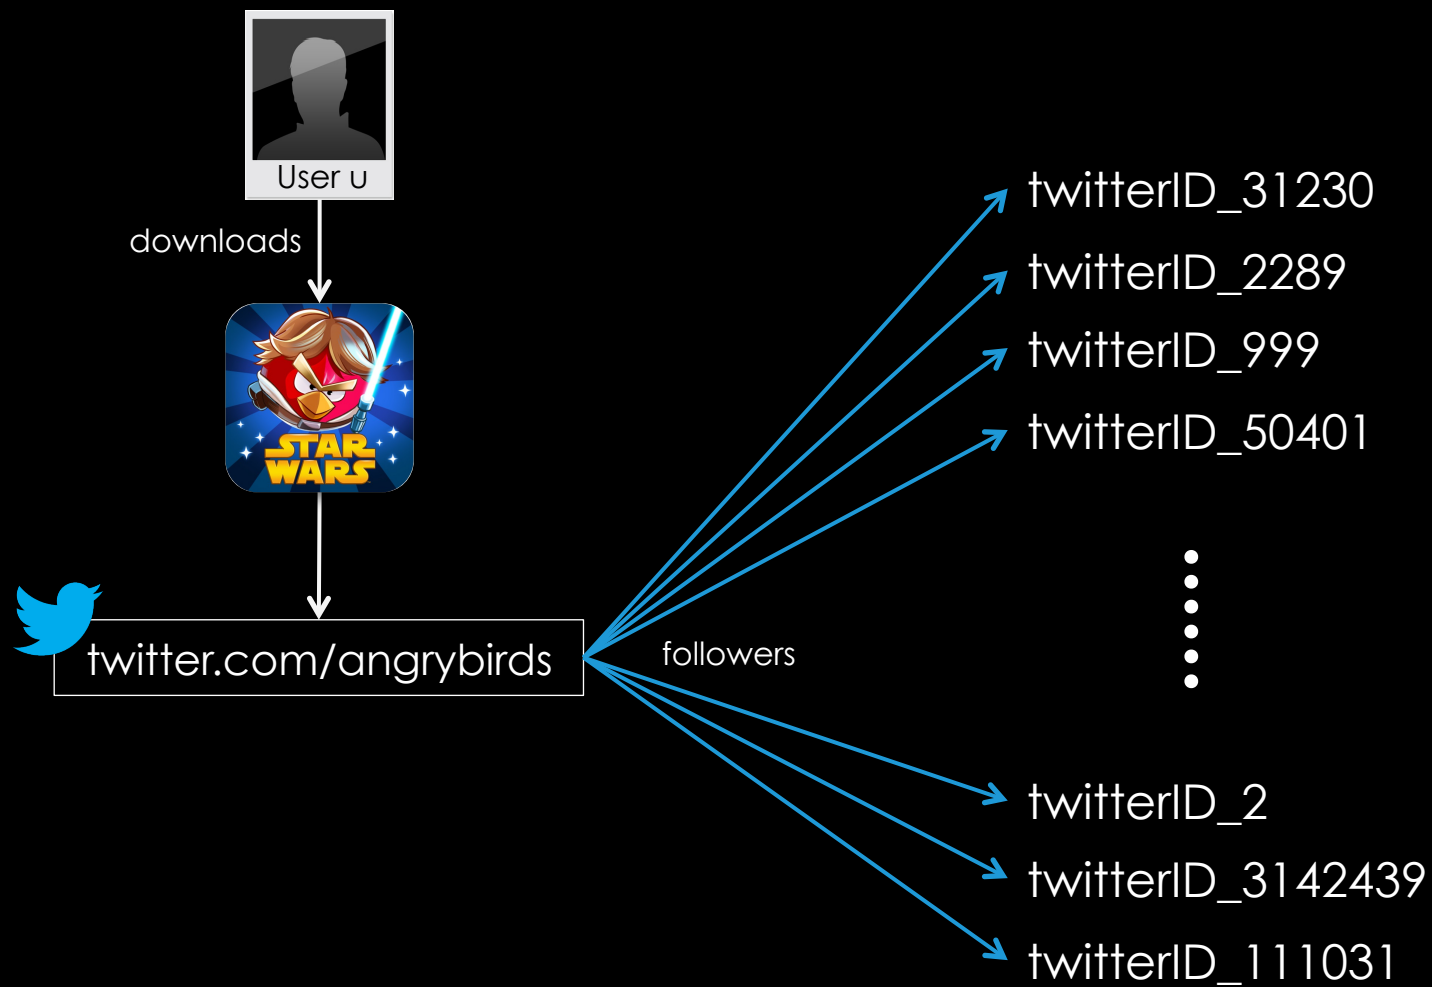 User u
downloads
STAR
WARS
twitter.com/angrybirds
followers
twitterID_31230
twitterID_2289
twitterID_999
twitterID_50401
twitterID_2
twitterID_3142439
twitterID_111031